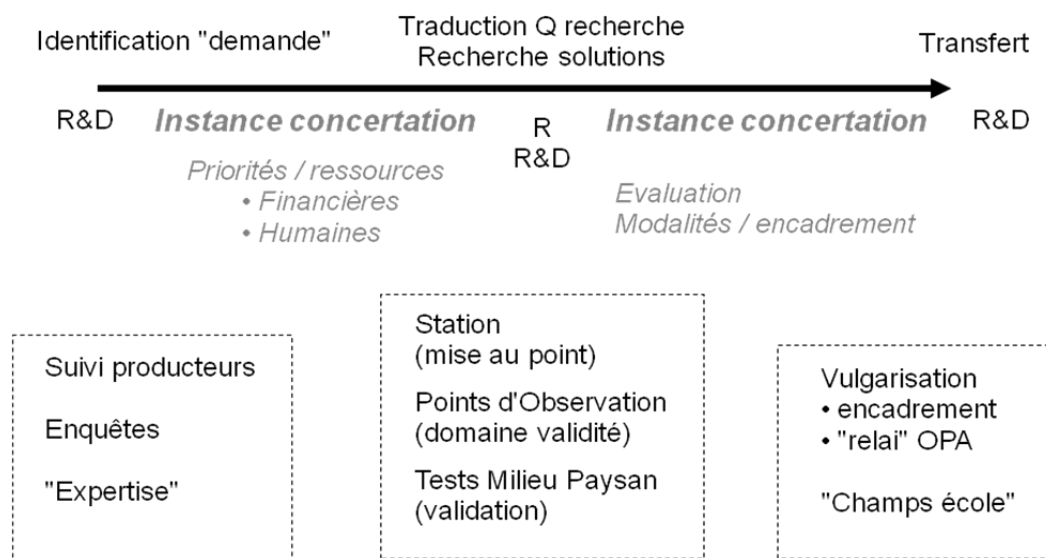 Identification "demande"
Traduction Q recherche
Recherche solutions
Transfert
R&D
Instance concertation
R
R&D
Instance concertation
R&D
Priorités / ressources
• Financières
• Humaines
Evaluation
Modalités / encadrement
Suivi producteurs
Enquêtes
"Expertise"
Station
(mise au point)
Points d'Observation
(domaine validité)
Tests Milieu Paysan
(validation)
Vulgarisation
• encadrement
• "relai" OPA
"Champs école"